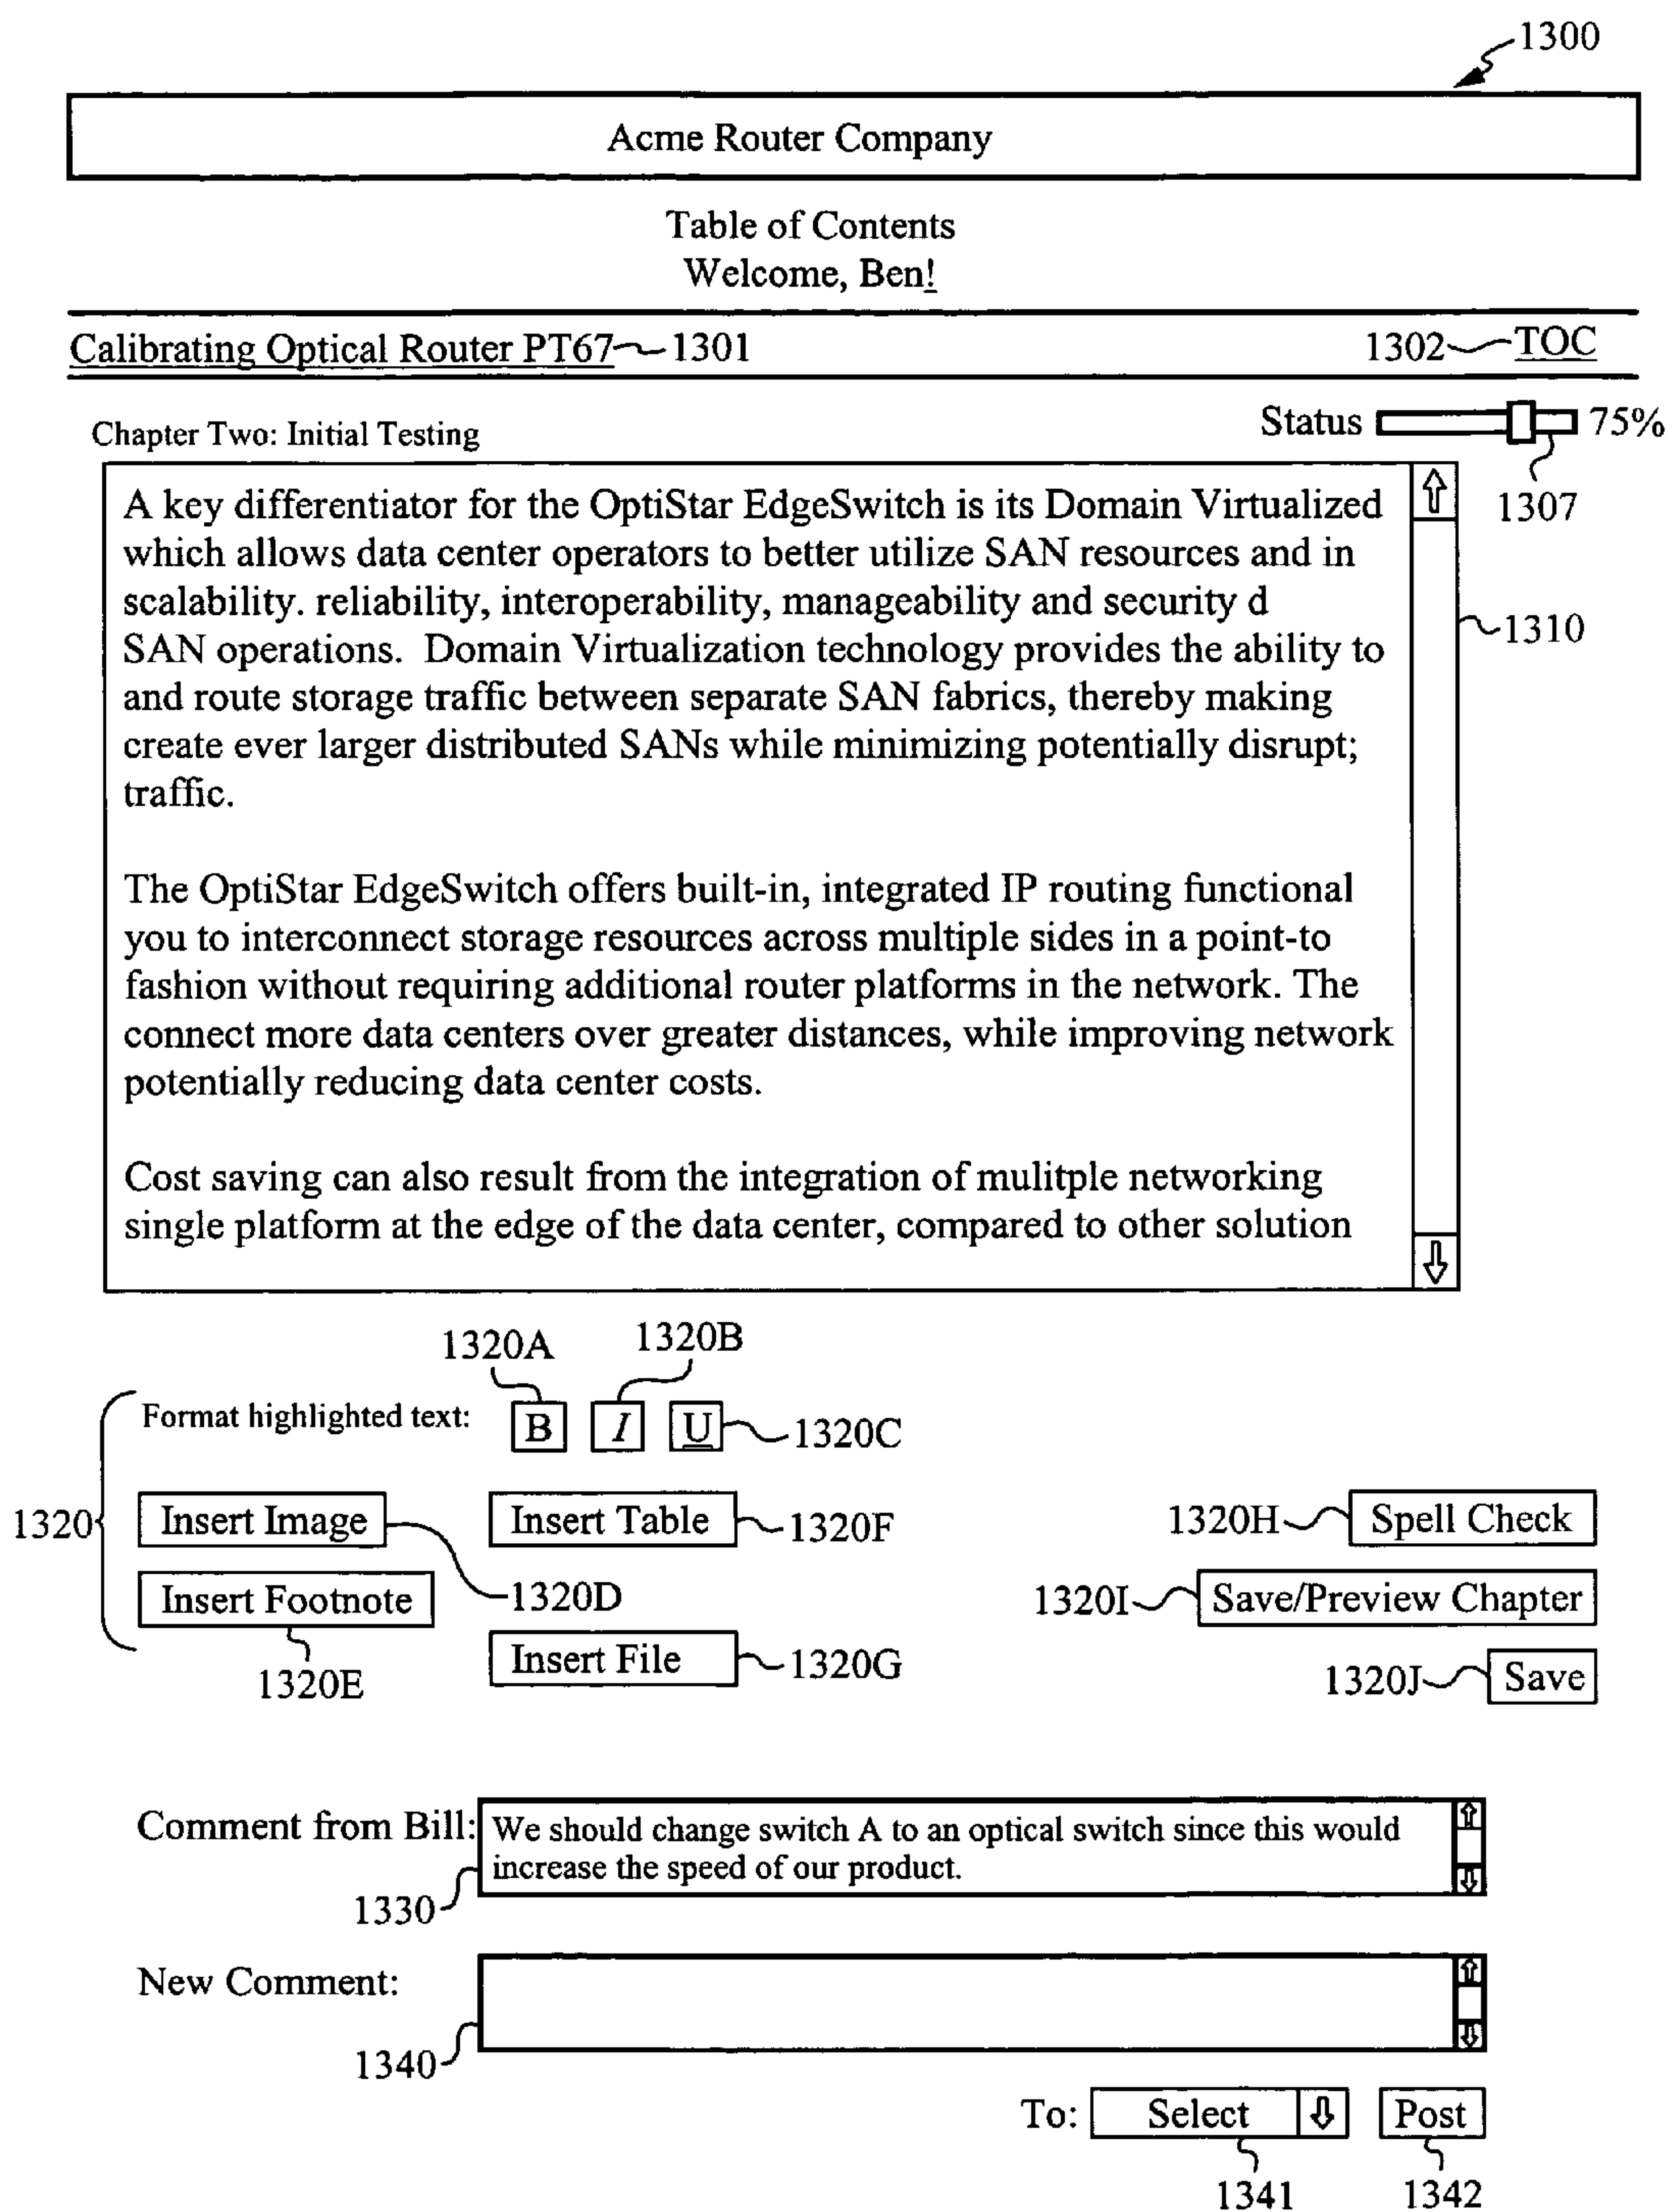 1300
Acme Router Company
Table of Contents
Welcome, Ben!
Calibrating Optical Router PT67 1301 1302 TOC
Chapter Two: Initial Testing Status 75%
1307
A key differentiator for the OptiStar EdgeSwitch is its Domain Virtualized
which allows data center operators to better utilize SAN resources and in
scalability. reliability, interoperability, manageability and security d
1310
SAN operations. Domain Virtualization technology provides the ability to
and route storage traffic between separate SAN fabrics, thereby making
create ever larger distributed SANs while minimizing potentially disrupt;
traffic.
The OptiStar EdgeSwitch offers built-in, integrated IP routing functional
you to interconnect storage resources across multiple sides in a point-to
fashion without requiring additional router platforms in the network. The
connect more data centers over greater distances, while improving network
potentially reducing data center costs.
Cost saving can also result from the integration of mulitple networking
single platform at the edge of the data center, compared to other solution
1320A 1320B
Format highlighted text: B I U 1320C
1320 Insert Image Insert Table 1320F 1320H Spell Check
Insert Footnote 1320D 1320I Save/Preview Chapter
1320E Insert File 1320G 1320J Save
Comment from Bill: We should change switch A to an optical switch since this would
increase the speed of our product.
1330
New Comment:
1340
To: Select Post
1341 1342